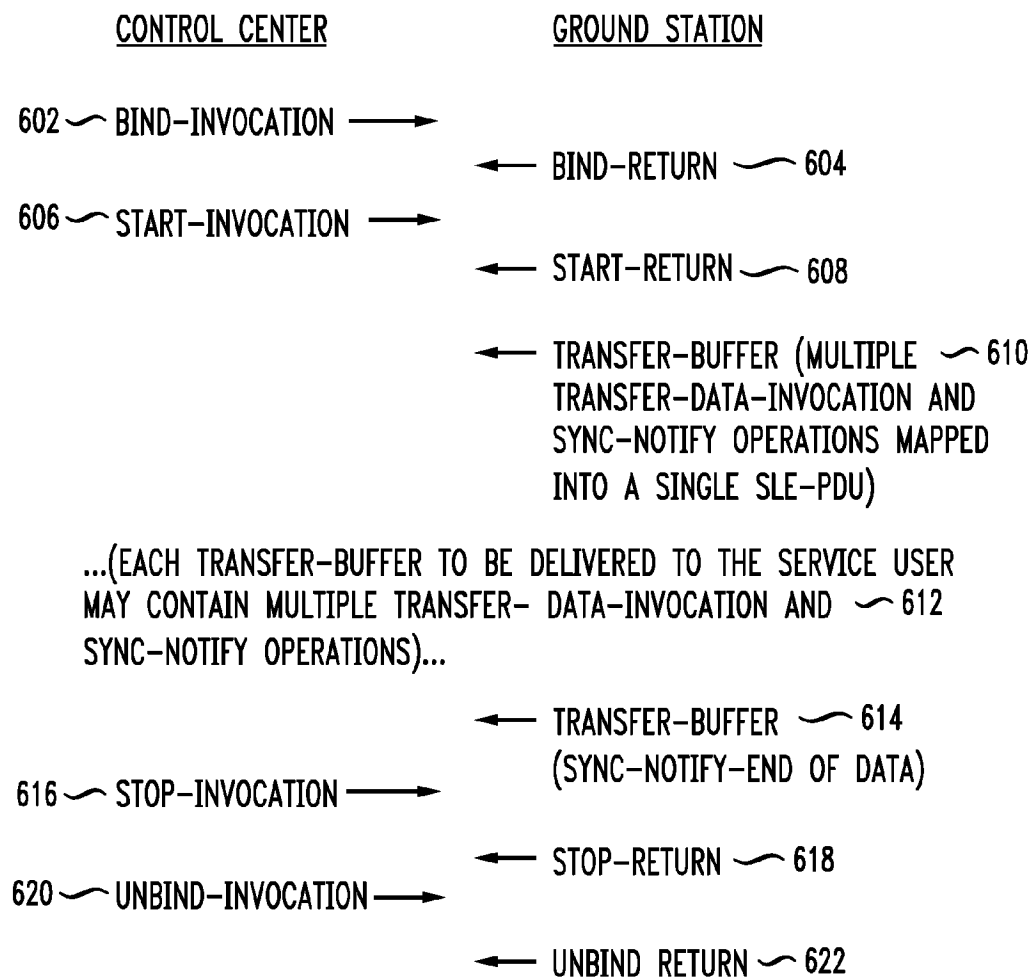 CONTROL CENTER GROUND STATION
602 BIND-INVOCATION
BIND-RETURN 604
606 START-INVOCATION
START-RETURN 608
TRANSFER-BUFFER (MULTIPLE 610
TRANSFER-DATA-INVOCATION AND
SYNC-NOTIFY OPERATIONS MAPPED
INTO A SINGLE SLE-PDU)
...(EACH TRANSFER-BUFFER TO BE DELIVERED TO THE SERVICE USER
MAY CONTAIN MULTIPLE TRANSFER- DATA-INVOCATION AND 612
SYNC-NOTIFY OPERATIONS)...
TRANSFER-BUFFER 614
(SYNC-NOTIFY-END OF DATA)
616 STOP-INVOCATION
STOP-RETURN 618
620 UNBIND-INVOCATION
UNBIND RETURN 622